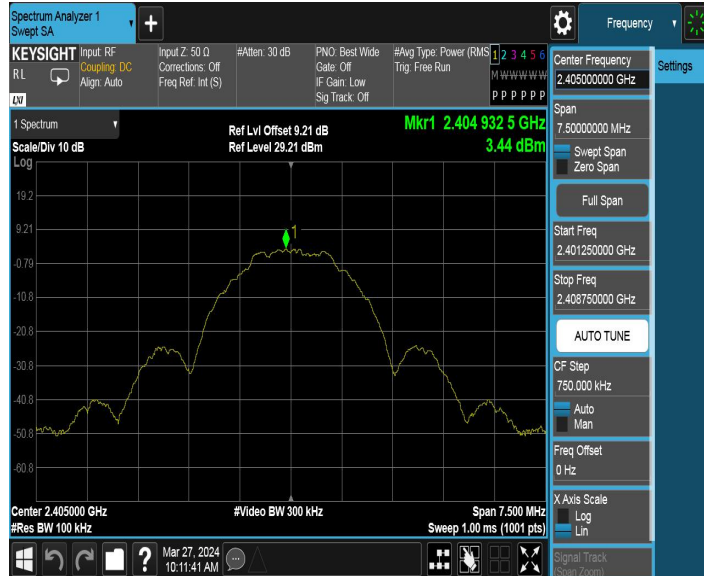 Spectrum Analyzer 1
Swept SA
+
Frequency
KEYSIGHT
RL
LXI
Input: RF
Coupling: DC
Align: Auto
Input Z: 50 Ω
Corrections: Off
Freq Ref: Int (S)
#Atten: 30 dB
PNO: Best Wide
Gate: Off
IF Gain: Low
Sig Track: Off
#Avg Type: Power (RMS
Trig: Free Run
1 2 3 4 5 6
M W W W W W
P P P P P P
Center Frequency
2.405000000 GHz
Settings
Span
7.50000000 MHz
Swept Span
Zero Span
Full Span
Start Freq
2.401250000 GHz
Stop Freq
2.408750000 GHz
AUTO TUNE
CF Step
750.000 kHz
Auto
Man
Freq Offset
0 Hz
X Axis Scale
Log
Lin
Signal Track
(Span Zoom)
1 Spectrum
Scale/Div 10 dB
Ref Lvl Offset 9.21 dB
Ref Level 29.21 dBm
Mkr1 2.404 932 5 GHz
3.44 dBm
Log
19.2
9.21
-0.79
-10.8
-20.8
-30.8
-40.8
-50.8
-60.8
1
Center 2.405000 GHz
#Res BW 100 kHz
#Video BW 300 kHz
Span 7.500 MHz
Sweep 1.00 ms (1001 pts)
?
Mar 27, 2024
10:11:41 AM